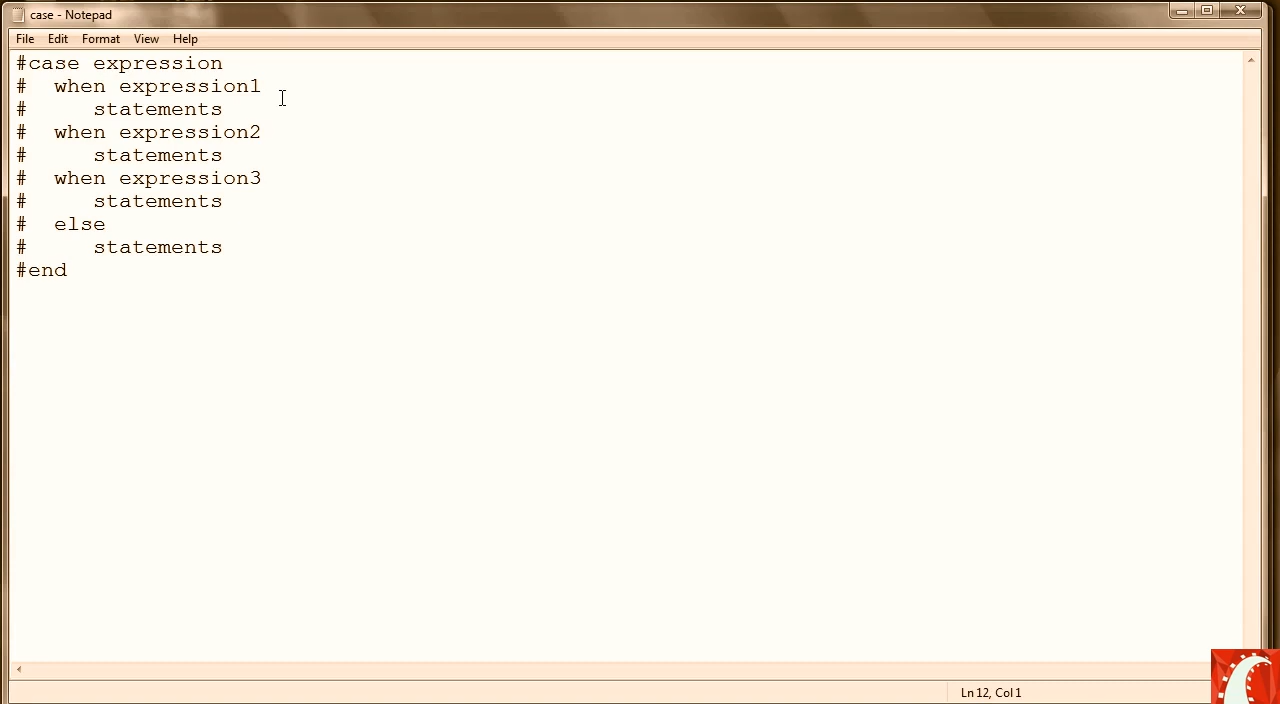 case - Notepad
File Edit Format View Help
#case expression
#  when expression1
#     statements
#  when expression2
#     statements
#  when expression3
#     statements
#  else
#     statements
#end
Ln 12, Col 1